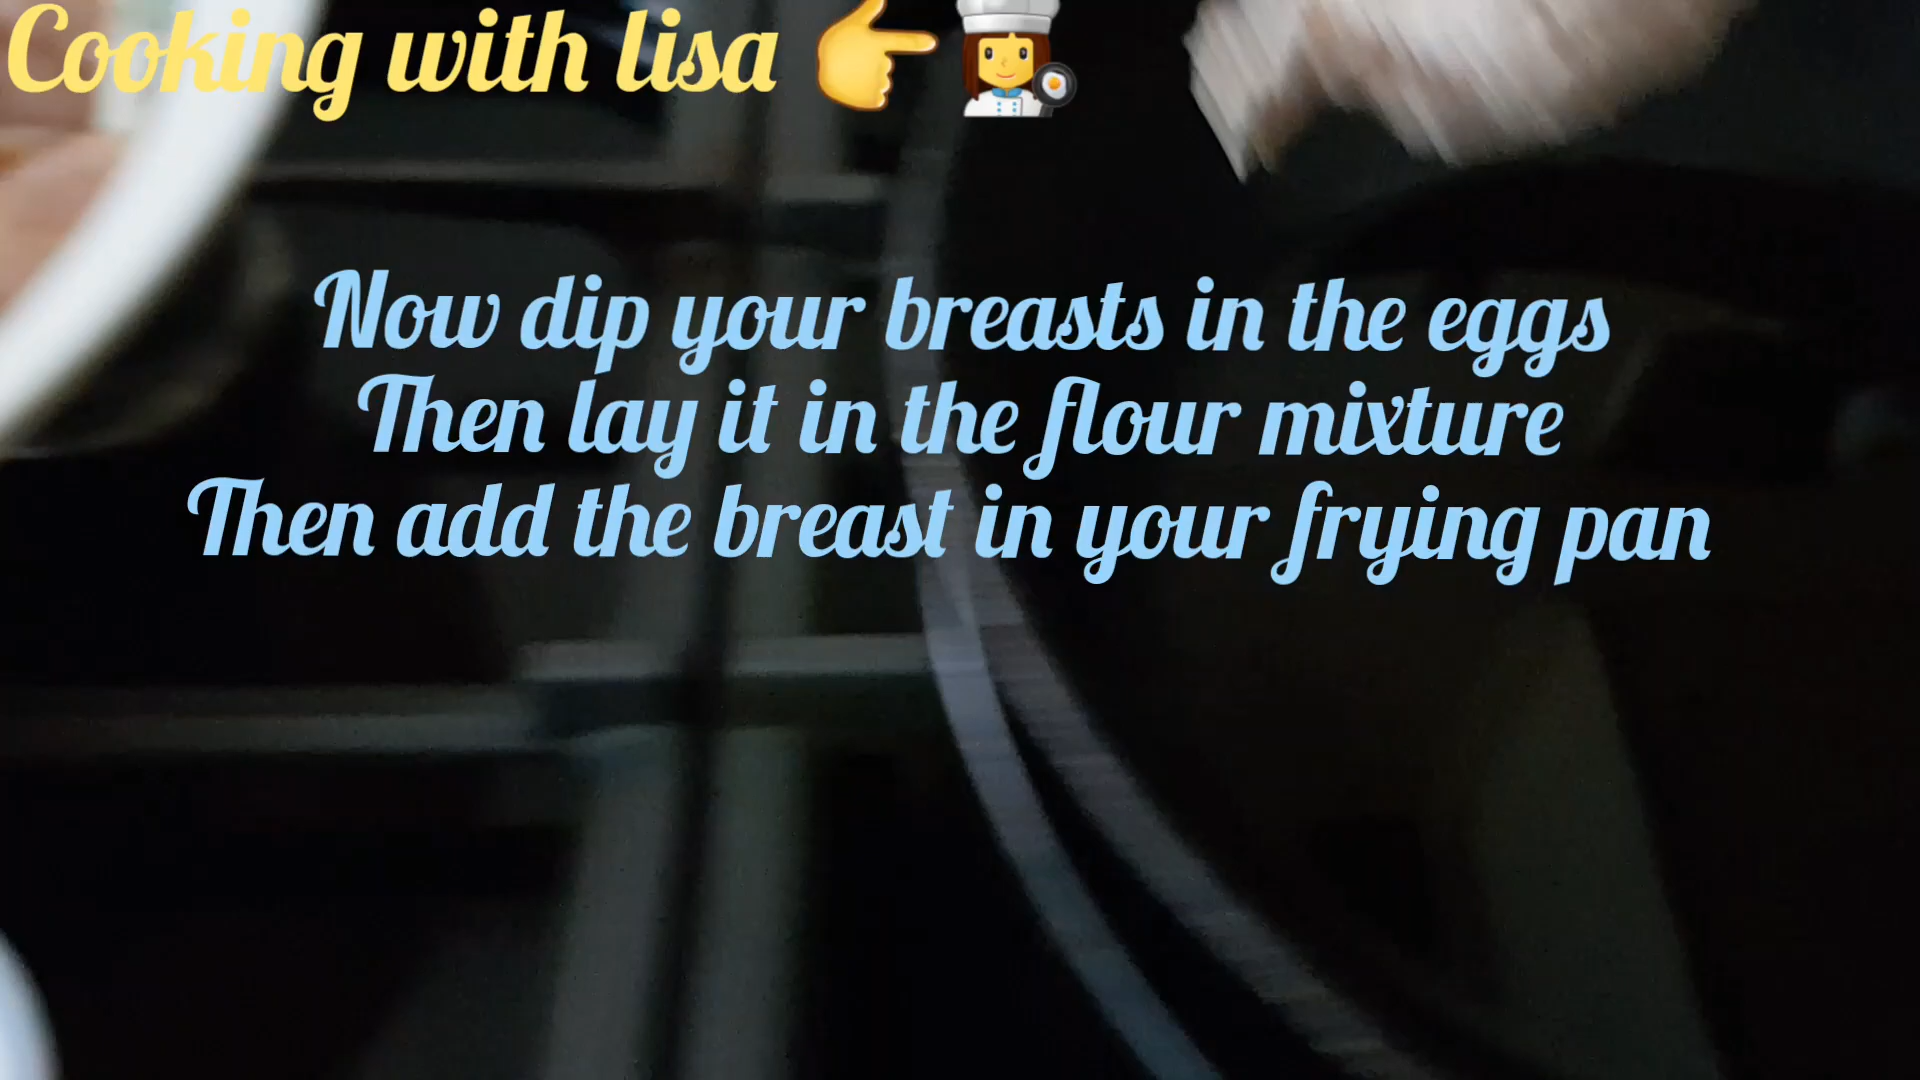 Cooking with lisa 👉👩‍🍳
Now dip your breasts in the eggs
Then lay it in the flour mixture
Then add the breast in your frying pan